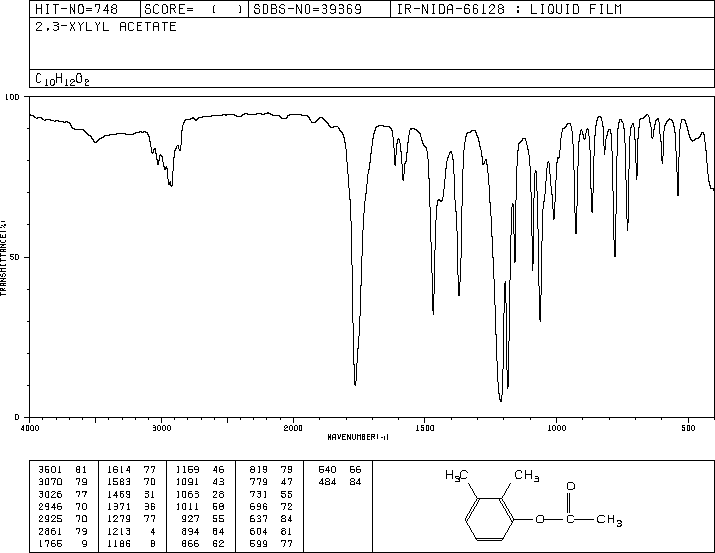 HIT-NO=748 SCORE= ( ) SDBS-NO=39369 IR-NIDA-66128 : LIQUID FILM
2,3-XYLYL ACETATE
C10H12O2
100
50
0
TRANSMITTANCE(%)
4000 3000 2000 1500 1000 500
WAVENUMBER(-1)
3501 81 1614 77 1159 46 819 79 540 66
3070 79 1583 70 1091 43 779 47 484 84
3026 77 1469 31 1063 28 731 55
2946 70 1371 36 1011 60 696 72
2925 70 1279 77 927 55 637 84
2861 79 1213 4 894 84 604 81
1765 9 1186 8 866 62 599 77
H3C CH3
O
O C CH3